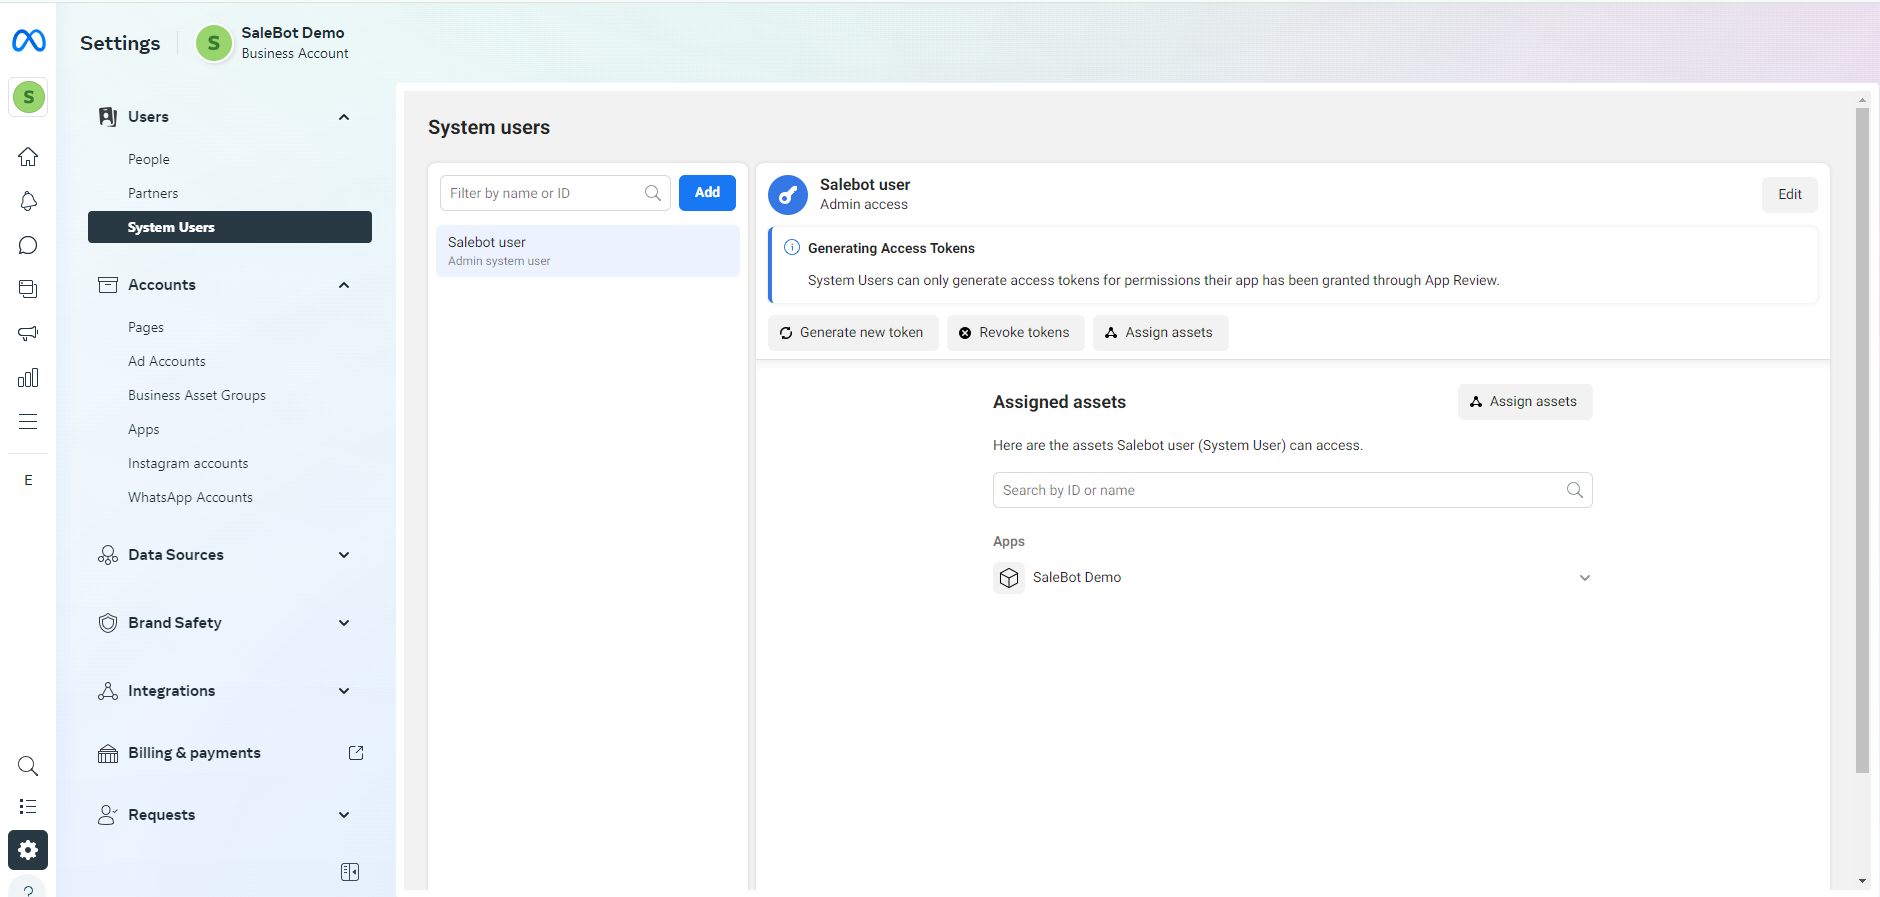 Settings
S
SaleBot Demo
Business Account
S
E
?
Users
People
Partners
System Users
Accounts
Pages
Ad Accounts
Business Asset Groups
Apps
Instagram accounts
WhatsApp Accounts
Data Sources
Brand Safety
Integrations
Billing & payments
Requests
System users
Filter by name or ID
Add
Salebot user
Admin system user
Salebot user
Admin access
Edit
Generating Access Tokens
System Users can only generate access tokens for permissions their app has been granted through App Review.
Generate new token
Revoke tokens
Assign assets
Assigned assets
Assign assets
Here are the assets Salebot user (System User) can access.
Search by ID or name
Apps
SaleBot Demo